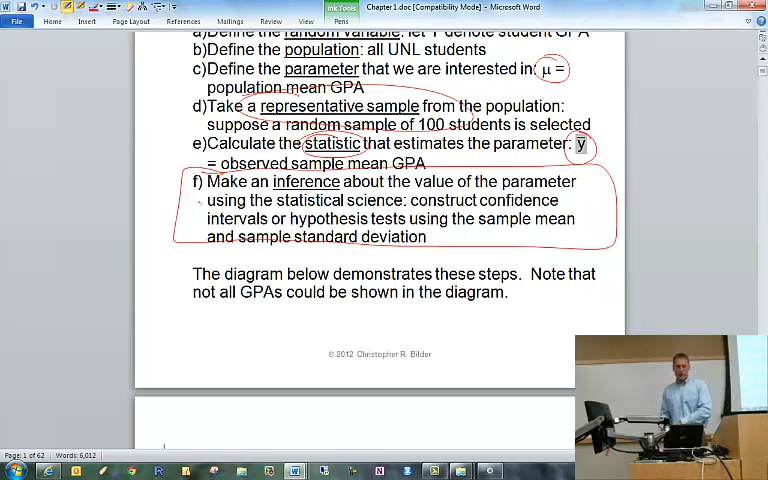 Ink Tools
Chapter 1.doc [Compatibility Mode] - Microsoft Word
File Home Insert Page Layout References Mailings Review View Pens
a)Define the random variable: let Y denote student GPA
b)Define the population: all UNL students
c)Define the parameter that we are interested in: μ =
population mean GPA
d)Take a representative sample from the population:
suppose a random sample of 100 students is selected
e)Calculate the statistic that estimates the parameter: y̅
= observed sample mean GPA
f) Make an inference about the value of the parameter
using the statistical science: construct confidence
intervals or hypothesis tests using the sample mean
and sample standard deviation
The diagram below demonstrates these steps. Note that
not all GPAs could be shown in the diagram.
© 2012 Christopher R. Bilder
Page: 1 of 62 Words: 6,012